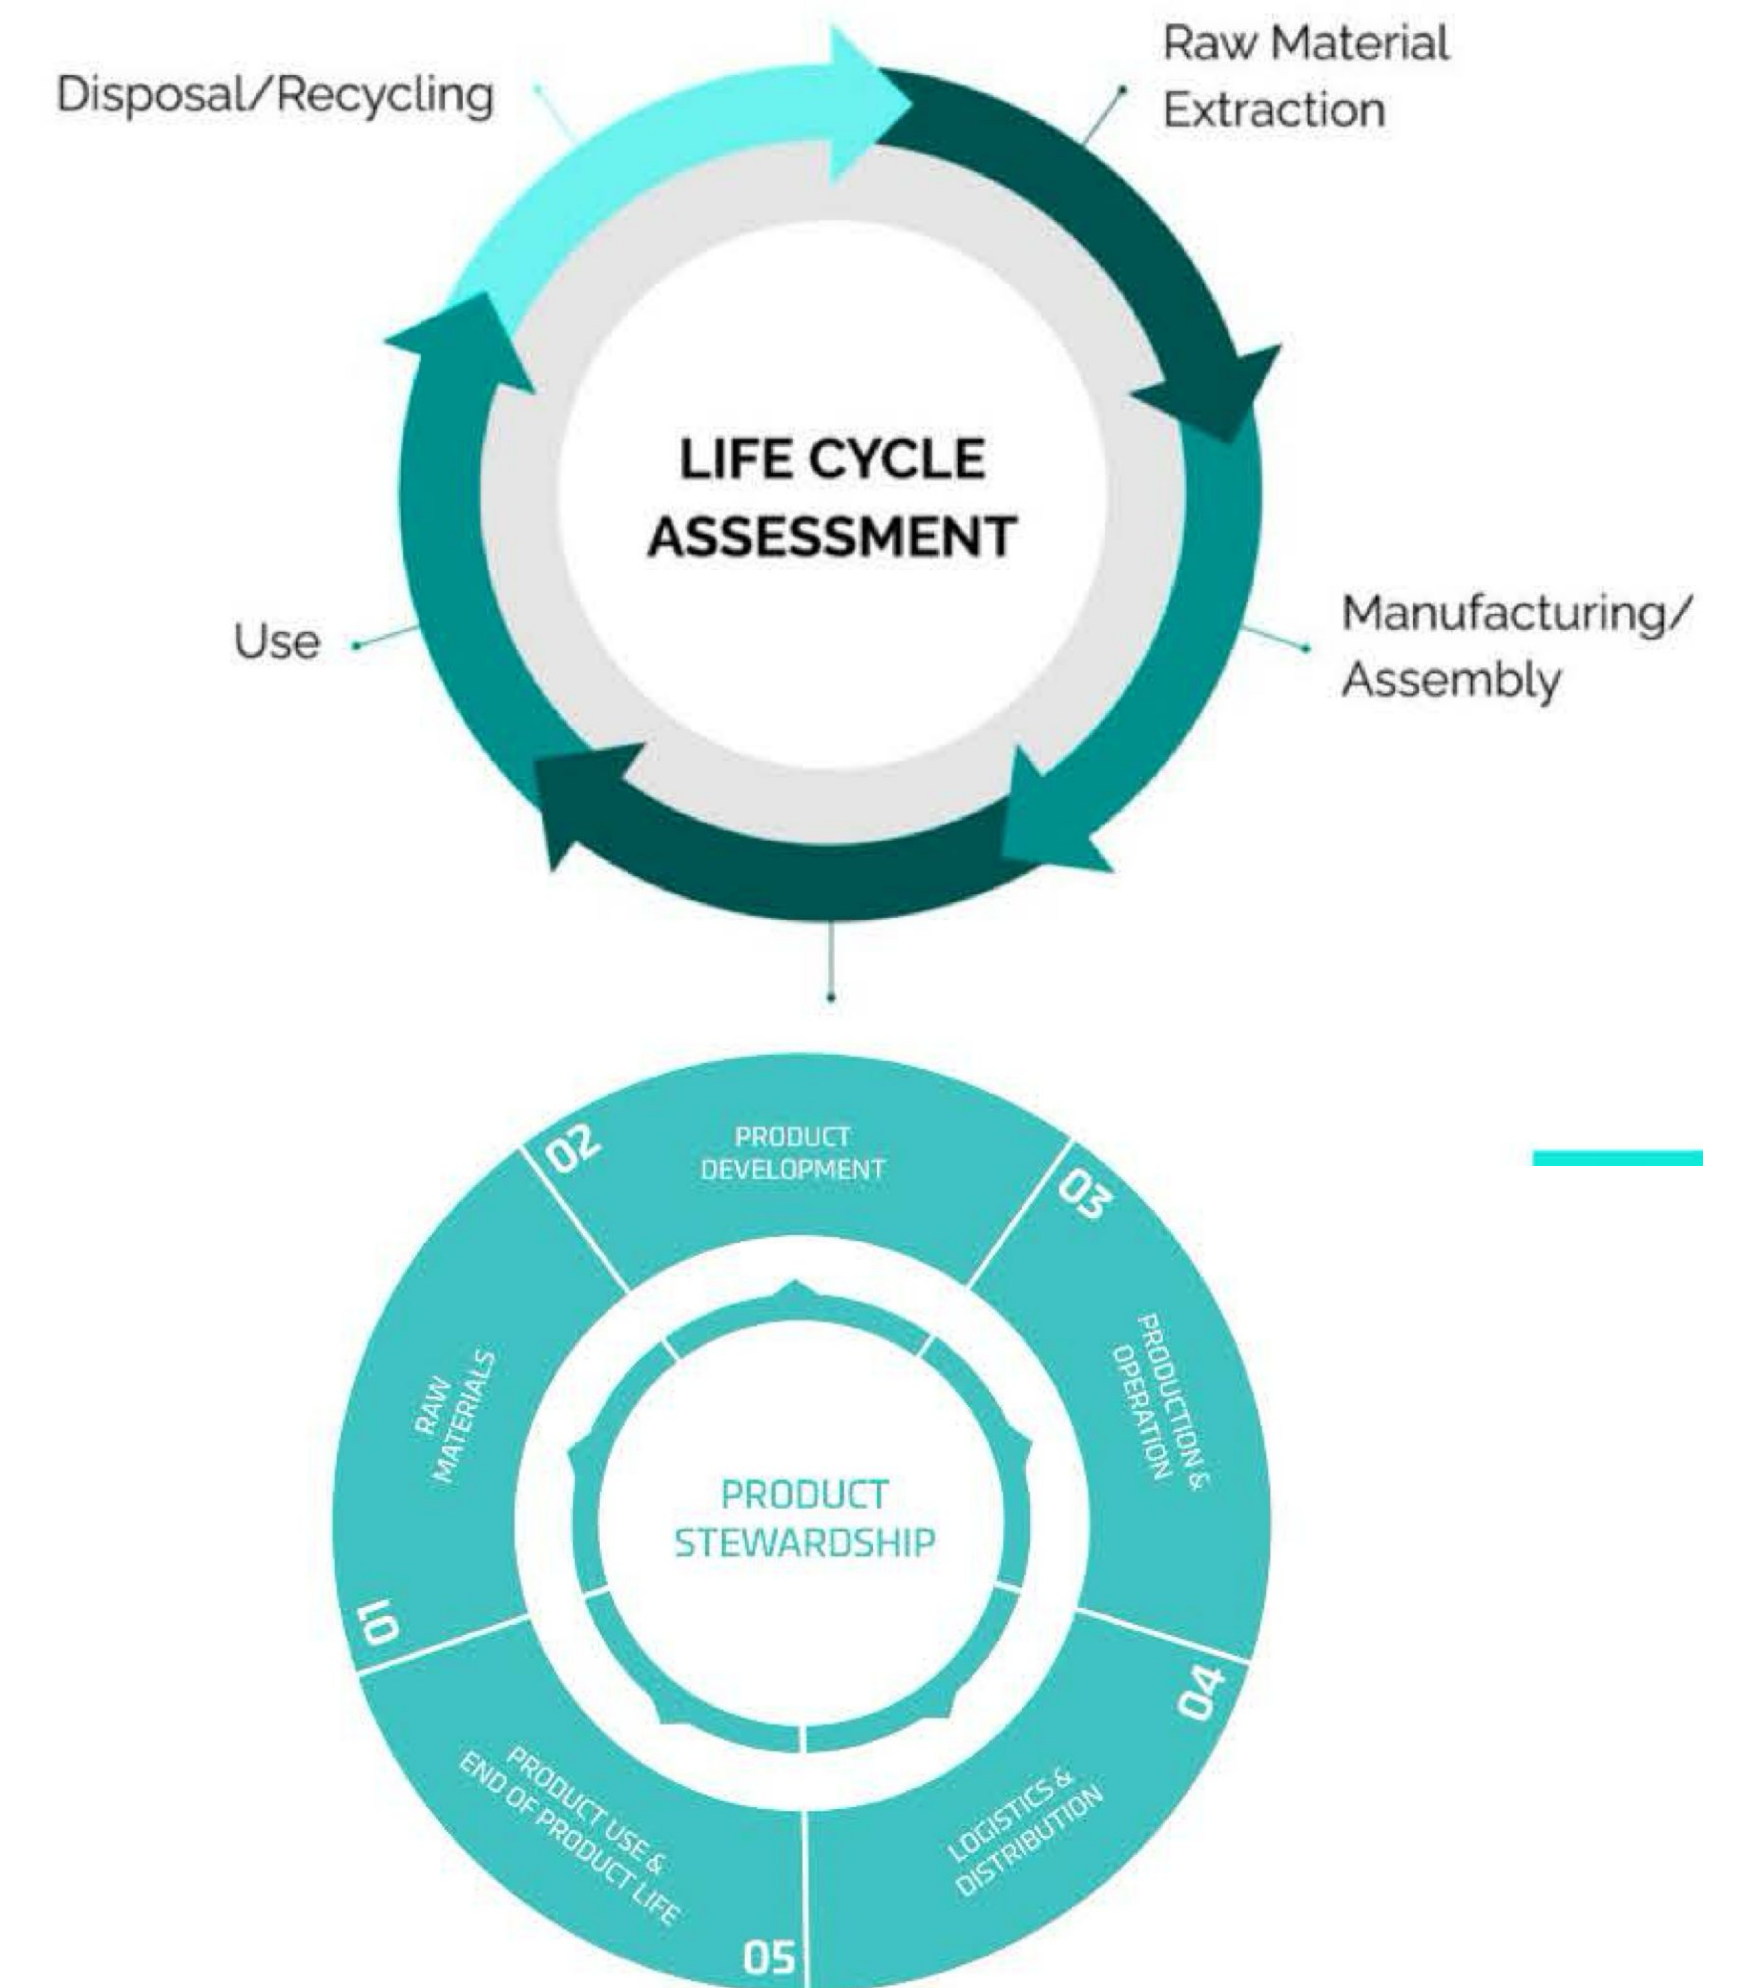 Raw Material
Extraction
Disposal/Recycling
LIFE CYCLE
ASSESSMENT
Manufacturing/
Assembly
Use
02
PRODUCT
DEVELOPMENT
03
PRODUCTION &
OPERATION
RAW
MATERIALS
PRODUCT
STEWARDSHIP
01
04
LOGISTICS &
DISTRIBUTION
PRODUCT USE &
END OF PRODUCT LIFE
05